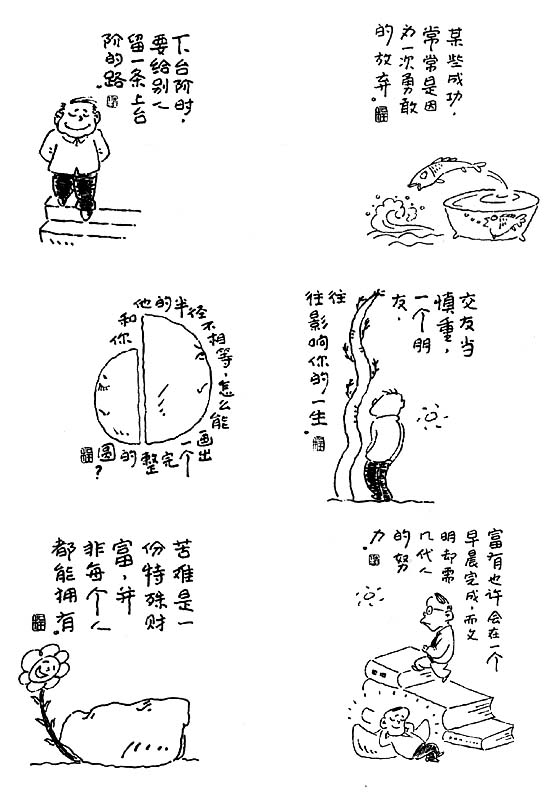 下台阶时，
要给别人
留一条上台
阶的路。
某些成功，
常常是因
为一次勇敢
的放弃。
你和他的半径不相等，怎么能画出一个完整的圆？
交友当
慎重，
一个朋
友，
往
往影响你的一生。
苦难是一
份特殊财
富，并
非每个人
都能拥有。
富有也许会在一个
早晨完成，而文
明却需
几代人
的努
力。